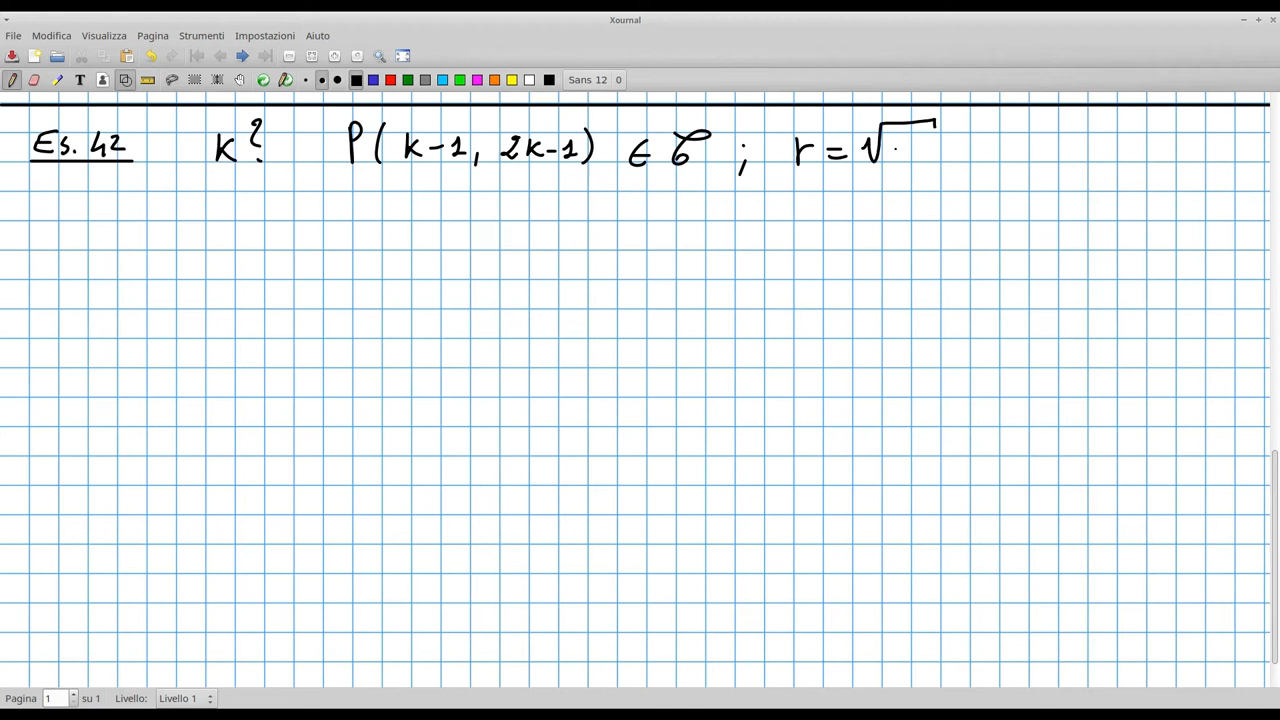 Xournal
File Modifica Visualizza Pagina Strumenti Impostazioni Aiuto
Sans 12 0
Es. 42 k? P(k-1, 2k-1) ∈ 𝒞 ; r = √
Pagina 1 su 1 Livello: Livello 1